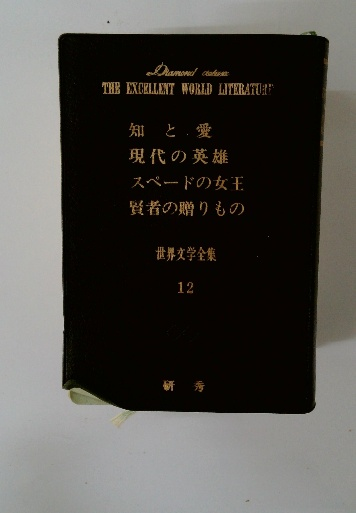 Diamond
THE EXCELLENT WORLD LITERATURE
知と愛
現代の英雄
スペードの女王
賢者の贈りもの
世界文学全集
12
研秀